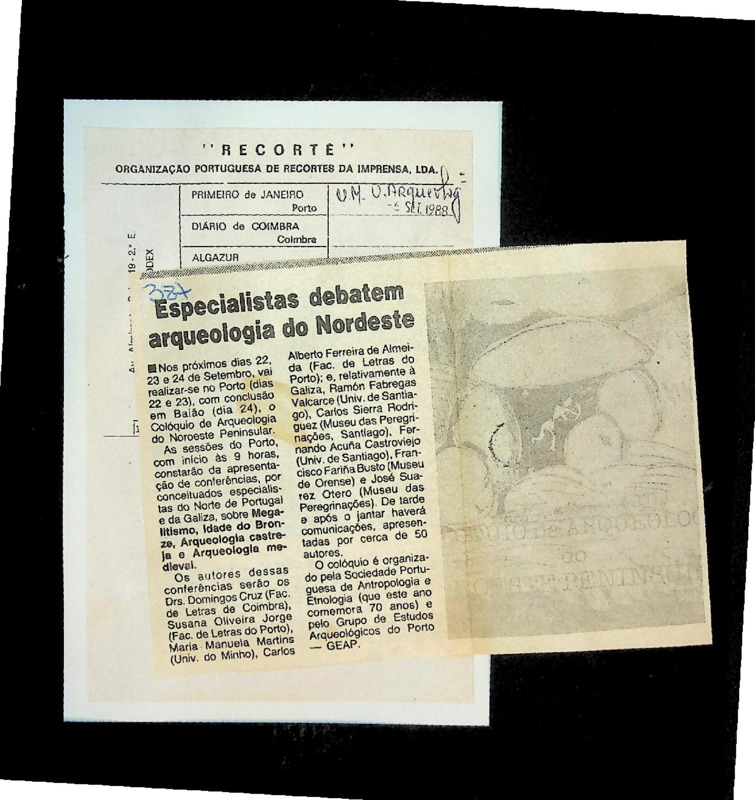 "RECORTE"
ORGANIZAÇÃO PORTUGUESA DE RECORTES DA IMPRENSA, LDA.
PRIMEIRO de JANEIRO
Porto
SET. 1988
DIÁRIO de COIMBRA
Coimbra
ALGAZUR
19-2.º E.
ODEX
387
Especialistas debatem
arqueologia do Nordeste
■ Nos próximos dias 22,
23 e 24 de Setembro, vai
realizar-se no Porto (dias
22 e 23), com conclusão
em Baião (dia 24), o
Colóquio de Arqueologia
do Noroeste Peninsular.
As sessões do Porto,
com início às 9 horas,
constarão da apresenta-
ção de conferências, por
conceituados especialis-
tas do Norte de Portugal
e da Galiza, sobre Mega-
litismo, Idade do Bron-
ze, Arqueologia castre-
ja e Arqueologia me-
dieval.
Os autores dessas
conferências serão os
Drs. Domingos Cruz (Fac.
de Letras de Coimbra),
Susana Oliveira Jorge
(Fac. de Letras do Porto),
Maria Manuela Martins
(Univ. do Minho), Carlos
Alberto Ferreira de Almei-
da (Fac. de Letras do
Porto); e, relativamente à
Galiza, Ramón Fabregas
Valcarce (Univ. de Santia-
go), Carlos Sierra Rodri-
guez (Museu das Peregri-
nações, Santiago), Fer-
nando Acuña Castroviejo
(Univ. de Santiago), Fran-
cisco Fariña Busto (Museu
de Orense) e José Sua-
rez Otero (Museu das
Peregrinações). De tarde
e após o jantar haverá
comunicações, apresen-
tadas por cerca de 50
autores.
O colóquio é organiza-
do pela Sociedade Portu-
guesa de Antropologia e
Etnologia (que este ano
comemora 70 anos) e
pelo Grupo de Estudos
Arqueológicos do Porto
— GEAP.